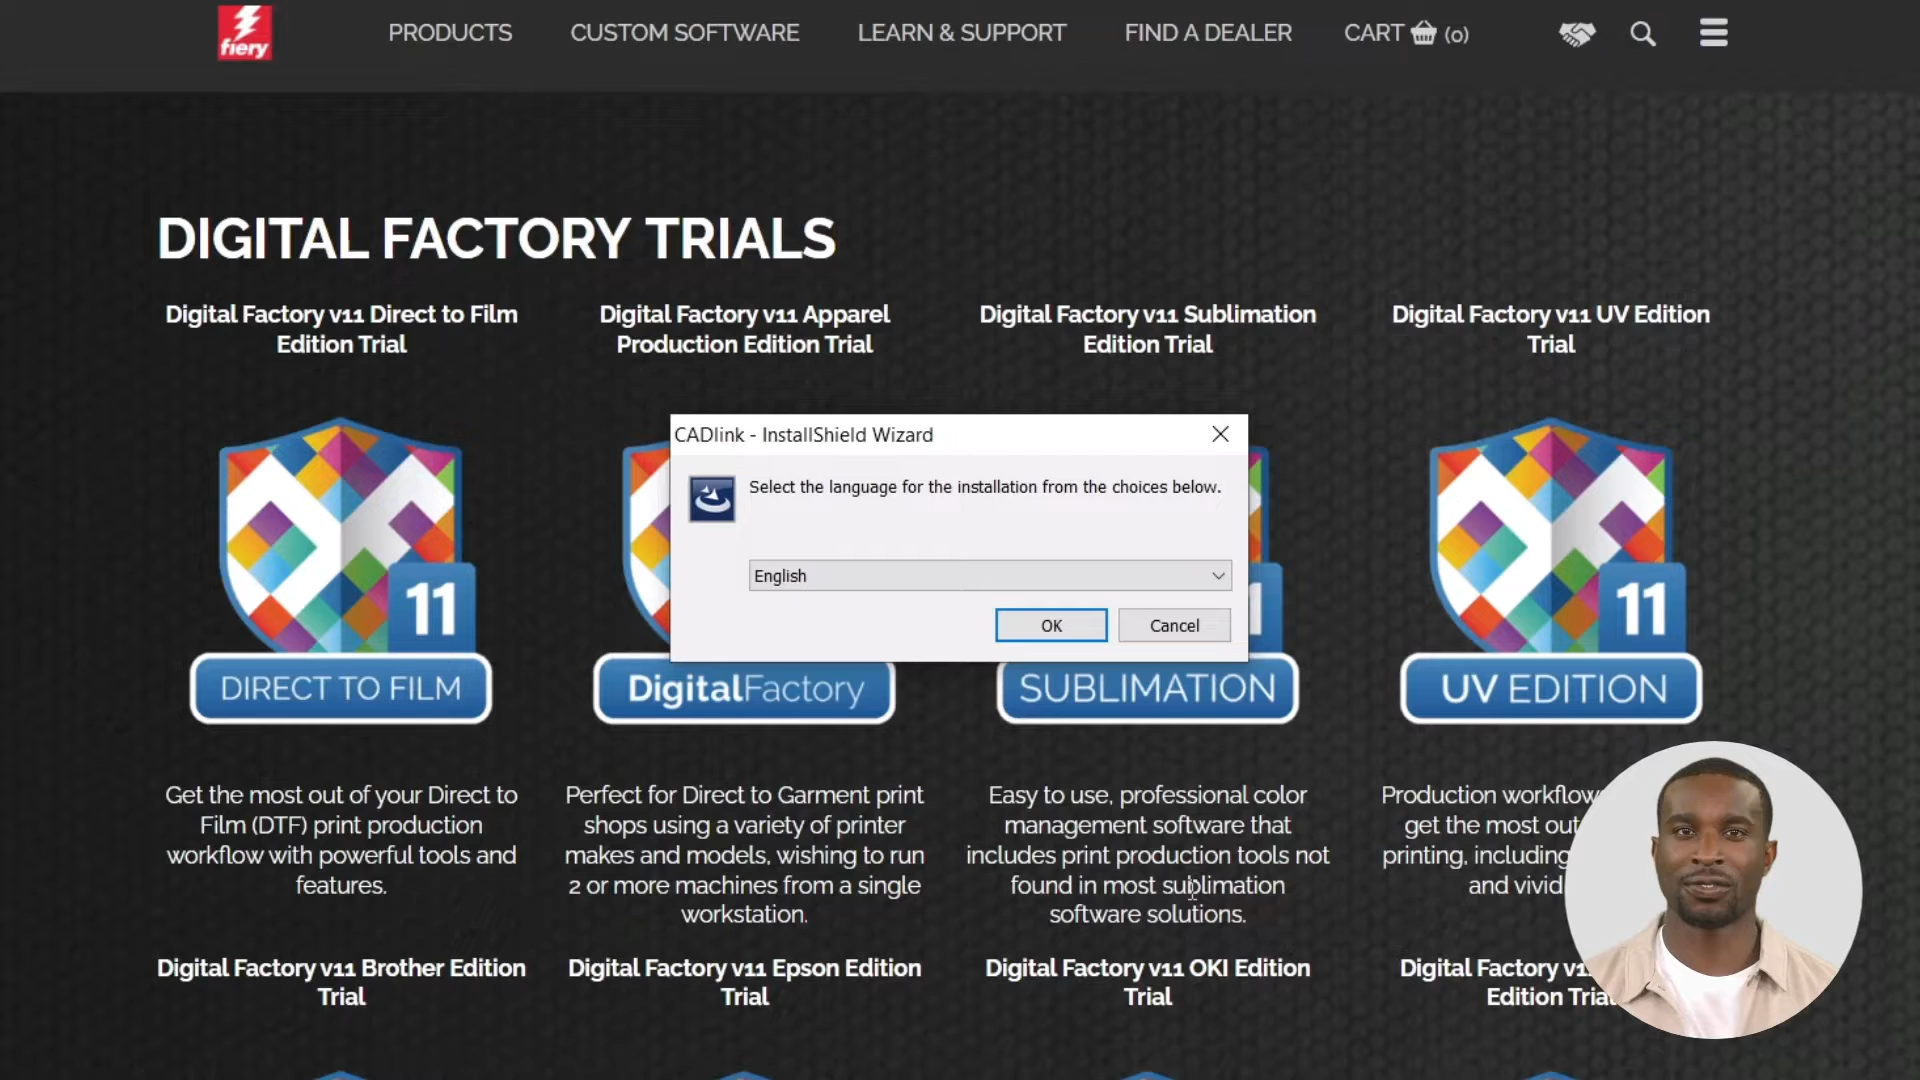 fiery
PRODUCTS
CUSTOM SOFTWARE
LEARN & SUPPORT
FIND A DEALER
CART (0)
DIGITAL FACTORY TRIALS
Digital Factory v11 Direct to Film
Edition Trial
Digital Factory v11 Apparel
Production Edition Trial
Digital Factory v11 Sublimation
Edition Trial
Digital Factory v11 UV Edition
Trial
CADlink - InstallShield Wizard
Select the language for the installation from the choices below.
English
OK
Cancel
11
DIRECT TO FILM
DigitalFactory
SUBLIMATION
11
UV EDITION
Get the most out of your Direct to
Film (DTF) print production
workflow with powerful tools and
features.
Perfect for Direct to Garment print
shops using a variety of printer
makes and models, wishing to run
2 or more machines from a single
workstation.
Easy to use, professional color
management software that
includes print production tools not
found in most sublimation
software solutions.
Production workflow
get the most out
printing, including
and vivid
Digital Factory v11 Brother Edition
Trial
Digital Factory v11 Epson Edition
Trial
Digital Factory v11 OKI Edition
Trial
Digital Factory v11
Edition Trial